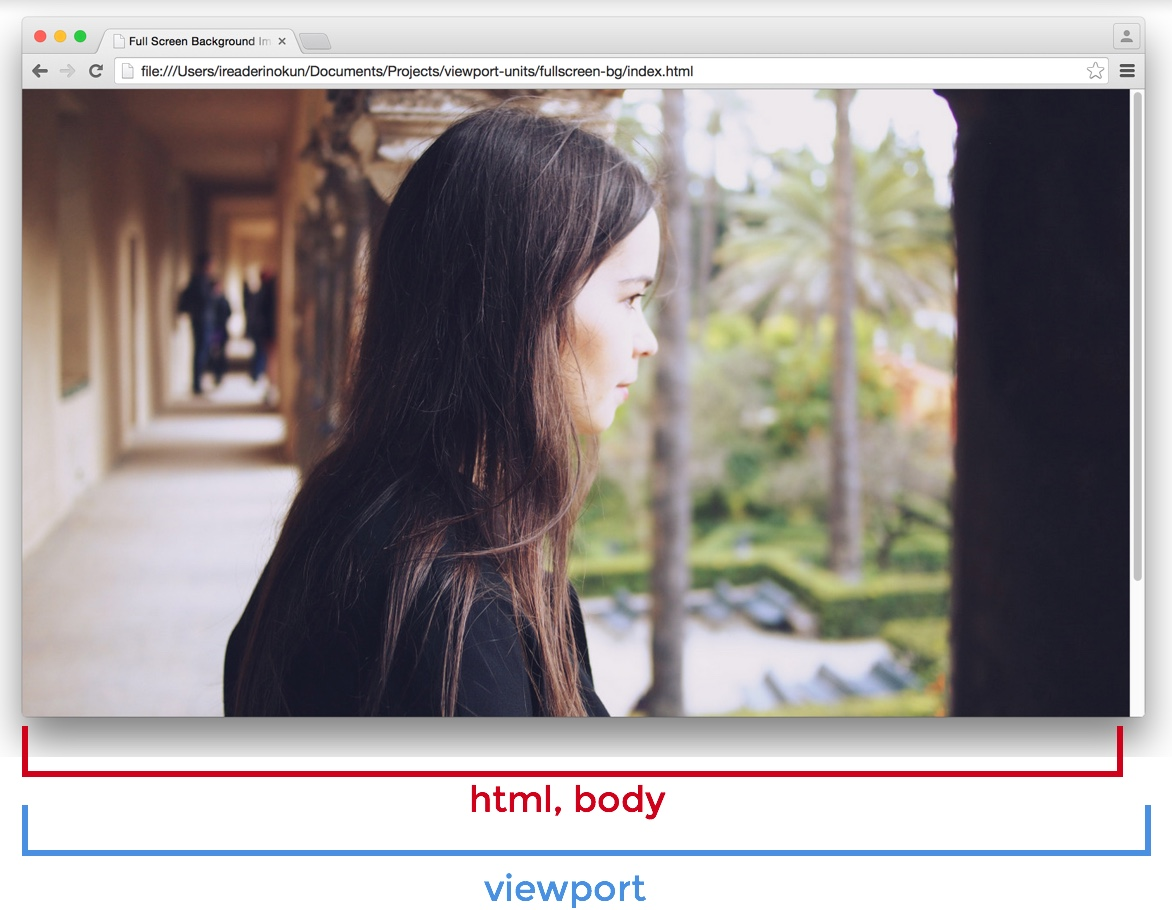 Full Screen Background Im
file:///Users/ireaderinokun/Documents/Projects/viewport-units/fullscreen-bg/index.html
html, body
viewport